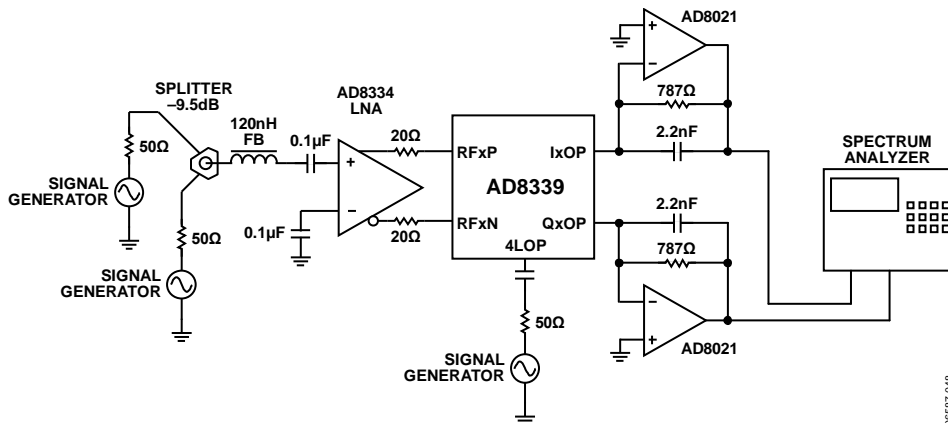 AD8021
SPLITTER
–9.5dB
AD8334
LNA
787Ω
120nH
FB
0.1µF
20Ω
2.2nF
SPECTRUM
ANALYZER
50Ω
RFxP
IxOP
SIGNAL
GENERATOR
AD8339
RFxN
QxOP
2.2nF
0.1µF
20Ω
4LOP
787Ω
50Ω
SIGNAL
GENERATOR
50Ω
AD8021
SIGNAL
GENERATOR